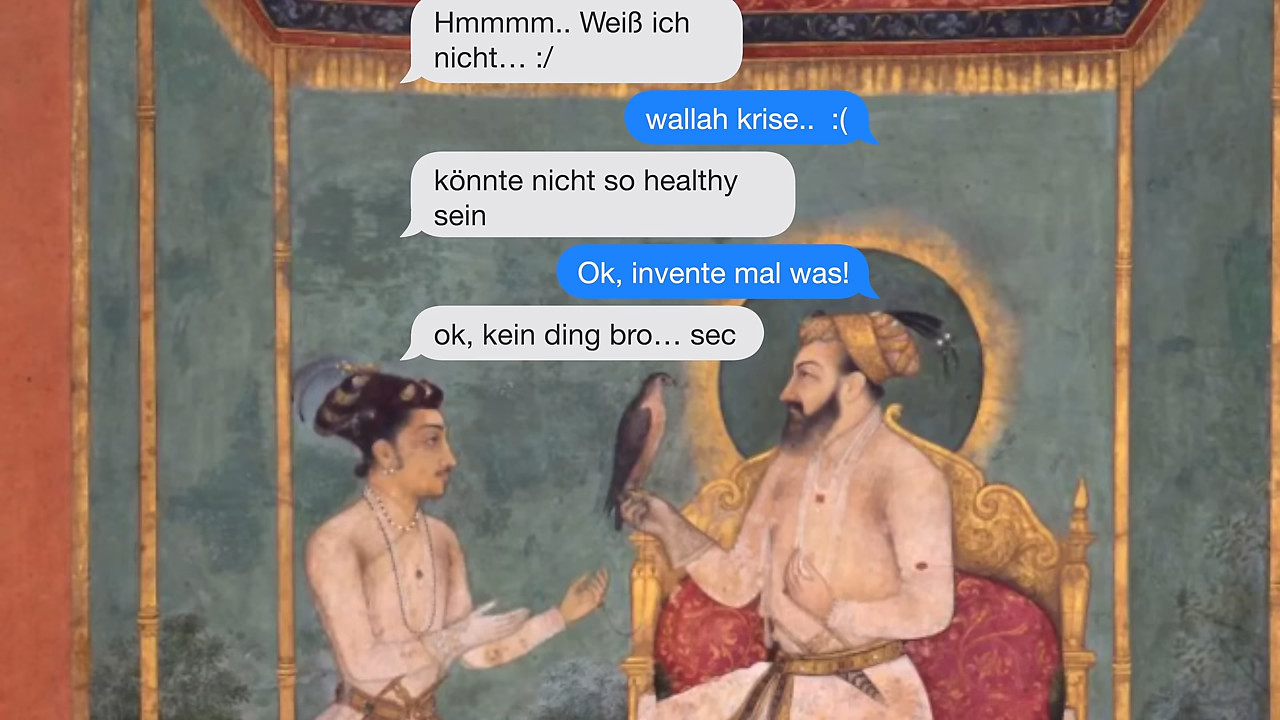 Hmmmm.. Weiß ich
nicht… :/
wallah krise..  :(
könnte nicht so healthy
sein
Ok, invente mal was!
ok, kein ding bro… sec